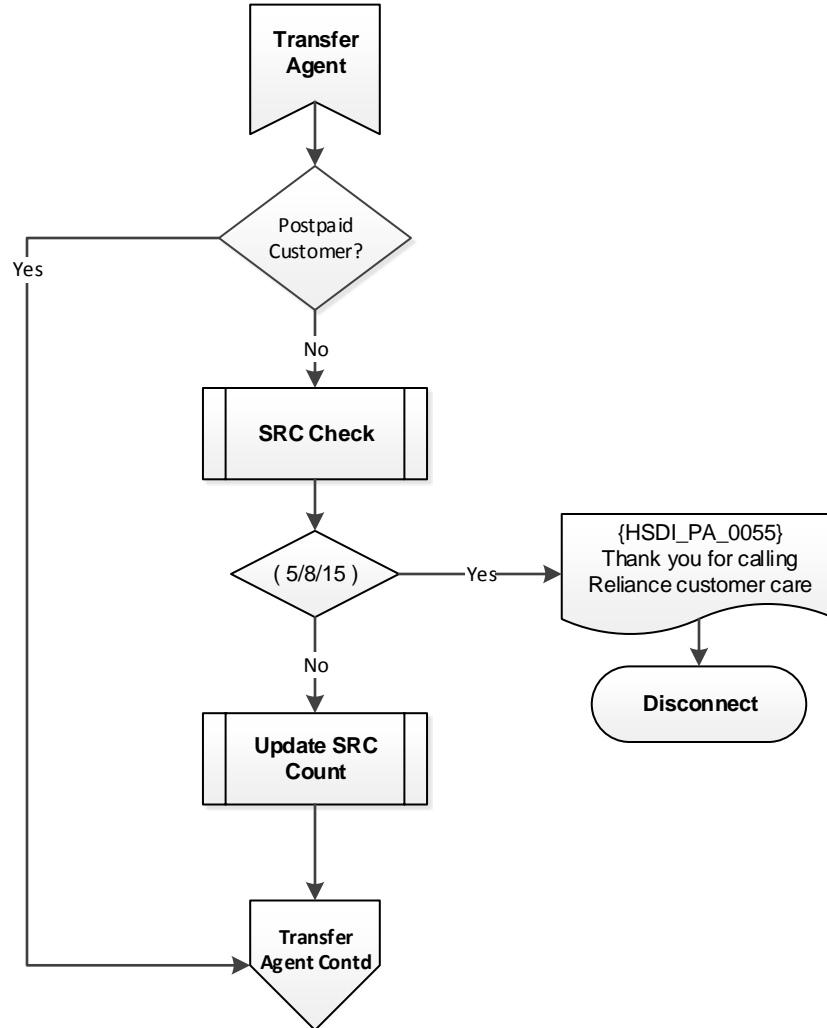 Transfer
Agent
Postpaid
Customer?
Yes
No
SRC Check
( 5/8/15 )
Yes
{HSDI_PA_0055}
Thank you for calling
Reliance customer care
No
Disconnect
Update SRC
Count
Transfer
Agent Contd